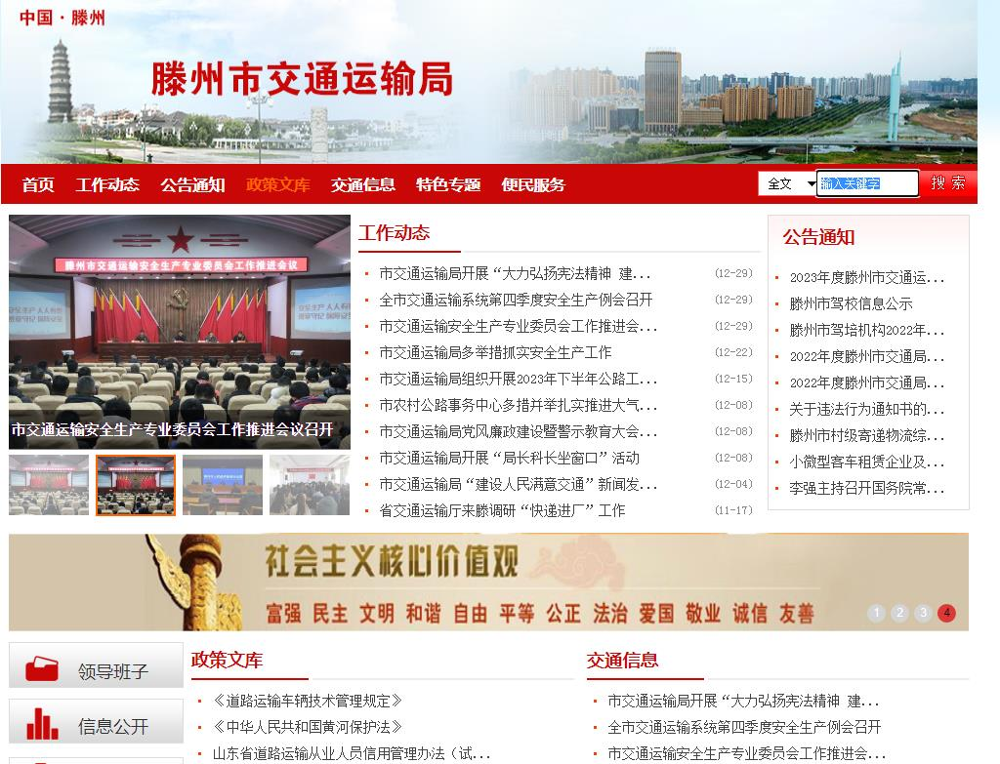 中国·滕州
滕州市交通运输局
首页 工作动态 公告通知 政策文库 交通信息 特色专题 便民服务
全文 输入关键字 搜 索
滕州市交通运输安全生产专业委员会工作推进会议
市交通运输安全生产专业委员会工作推进会议召开
工作动态
市交通运输局开展“大力弘扬宪法精神 建... (12-29)
全市交通运输系统第四季度安全生产例会召开 (12-29)
市交通运输安全生产专业委员会工作推进会... (12-29)
市交通运输局多举措抓实安全生产工作 (12-22)
市交通运输局组织开展2023年下半年公路工... (12-15)
市农村公路事务中心多措并举扎实推进大气... (12-08)
市交通运输局党风廉政建设暨警示教育大会... (12-08)
市交通运输局开展“局长科长坐窗口”活动 (12-08)
市交通运输局“建设人民满意交通”新闻发... (12-04)
省交通运输厅来滕调研“快递进厂”工作 (11-17)
公告通知
2023年度滕州市交通运...
滕州市驾校信息公示
滕州市驾培机构2022年...
2022年度滕州市交通局...
2022年度滕州市交通局...
关于违法行为通知书的...
滕州市村级寄递物流综...
小微型客车租赁企业及...
李强主持召开国务院常...
社会主义核心价值观
富强 民主 文明 和谐 自由 平等 公正 法治 爱国 敬业 诚信 友善
1 2 3 4
领导班子
信息公开
政策文库
《道路运输车辆技术管理规定》
《中华人民共和国黄河保护法》
山东省道路运输从业人员信用管理办法（试...
交通信息
市交通运输局开展“大力弘扬宪法精神 建...
全市交通运输系统第四季度安全生产例会召开
市交通运输安全生产专业委员会工作推进会...